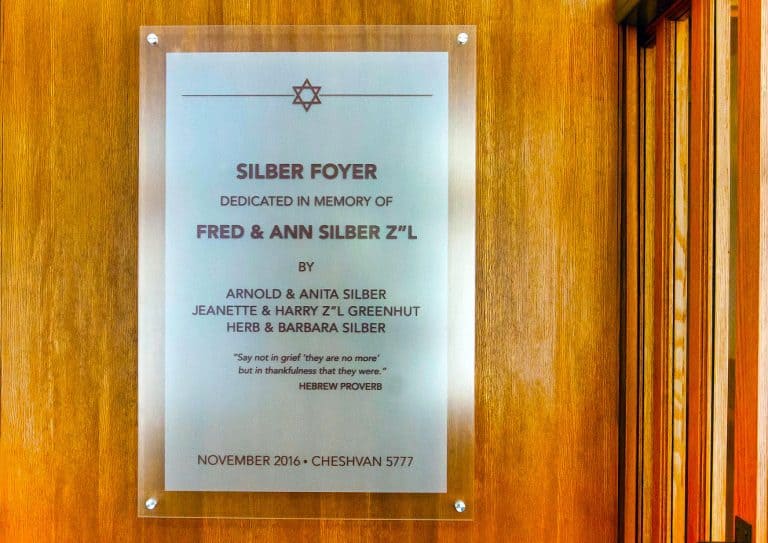 SILBER FOYER
DEDICATED IN MEMORY OF
FRED & ANN SILBER Z"L
BY
ARNOLD & ANITA SILBER
JEANETTE & HARRY Z"L GREENHUT
HERB & BARBARA SILBER
"Say not in grief 'they are no more'
but in thankfulness that they were."
HEBREW PROVERB
NOVEMBER 2016 • CHESHVAN 5777